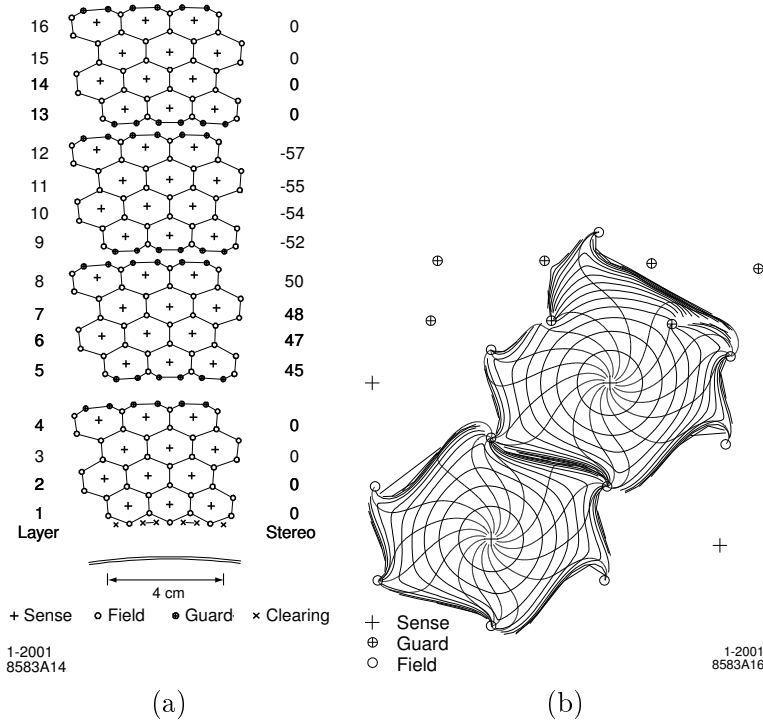 16 0
15 0
14 0
13 0
12 -57
11 -55
10 -54
9 -52
8 50
7 48
6 47
5 45
4 0
3 0
2 0
1 0
Layer Stereo
4 cm
Sense Field Guard Clearing
1-2001
8583A14
(a)
Sense
Guard
Field
1-2001
8583A16
(b)